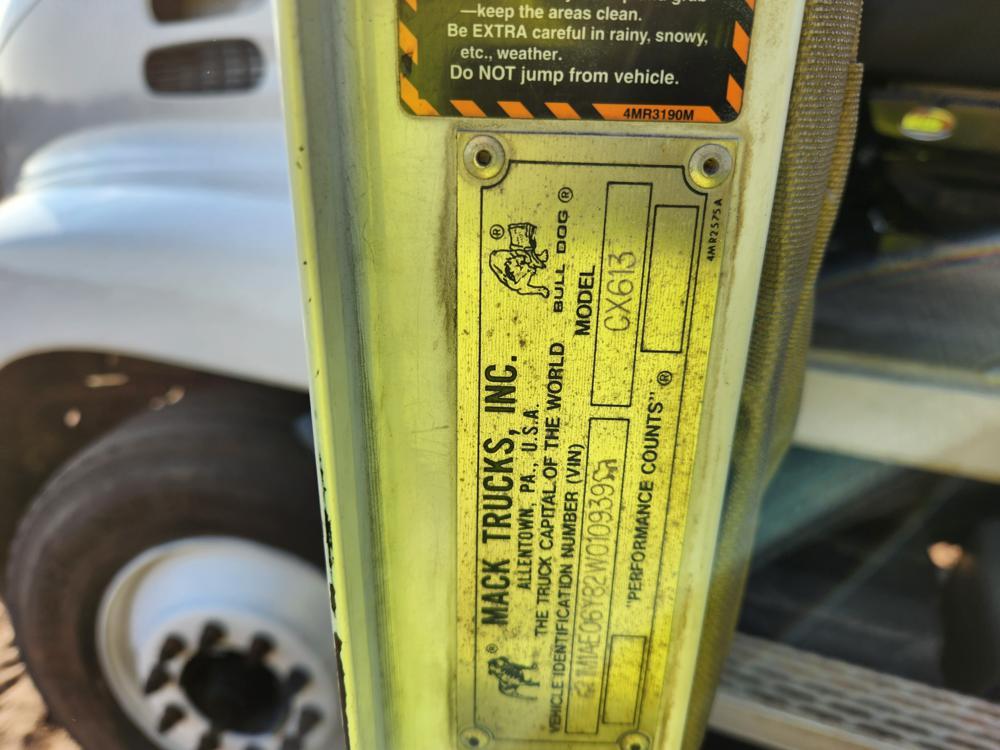 —keep the areas clean.
Be EXTRA careful in rainy, snowy,
etc., weather.
Do NOT jump from vehicle.
4MR3190M
4MR2575A
®
BULL DOG ®
®
MACK TRUCKS, INC.
ALLENTOWN, PA., U.S.A.
THE TRUCK CAPITAL OF THE WORLD
MODEL
CX613
VEHICLE IDENTIFICATION NUMBER (VIN)
1M1AE06Y82W010939
"PERFORMANCE COUNTS" ®